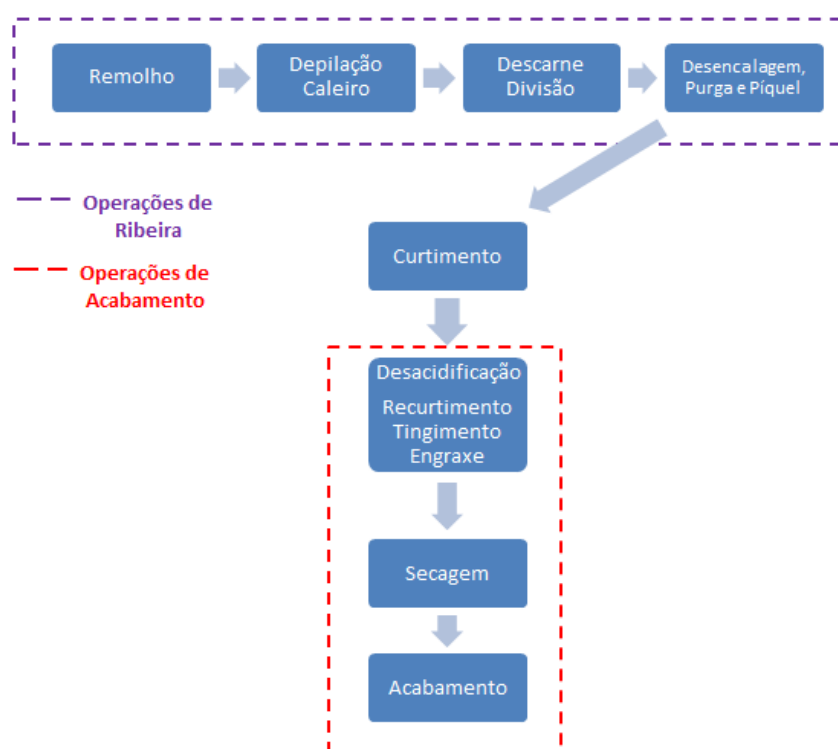 Remolho
Depilação
Caleiro
Descarne
Divisão
Desencalagem,
Purga e Píquel
Operações de
Ribeira
Operações de
Acabamento
Curtimento
Desacidificação
Recurtimento
Tingimento
Engraxe
Secagem
Acabamento